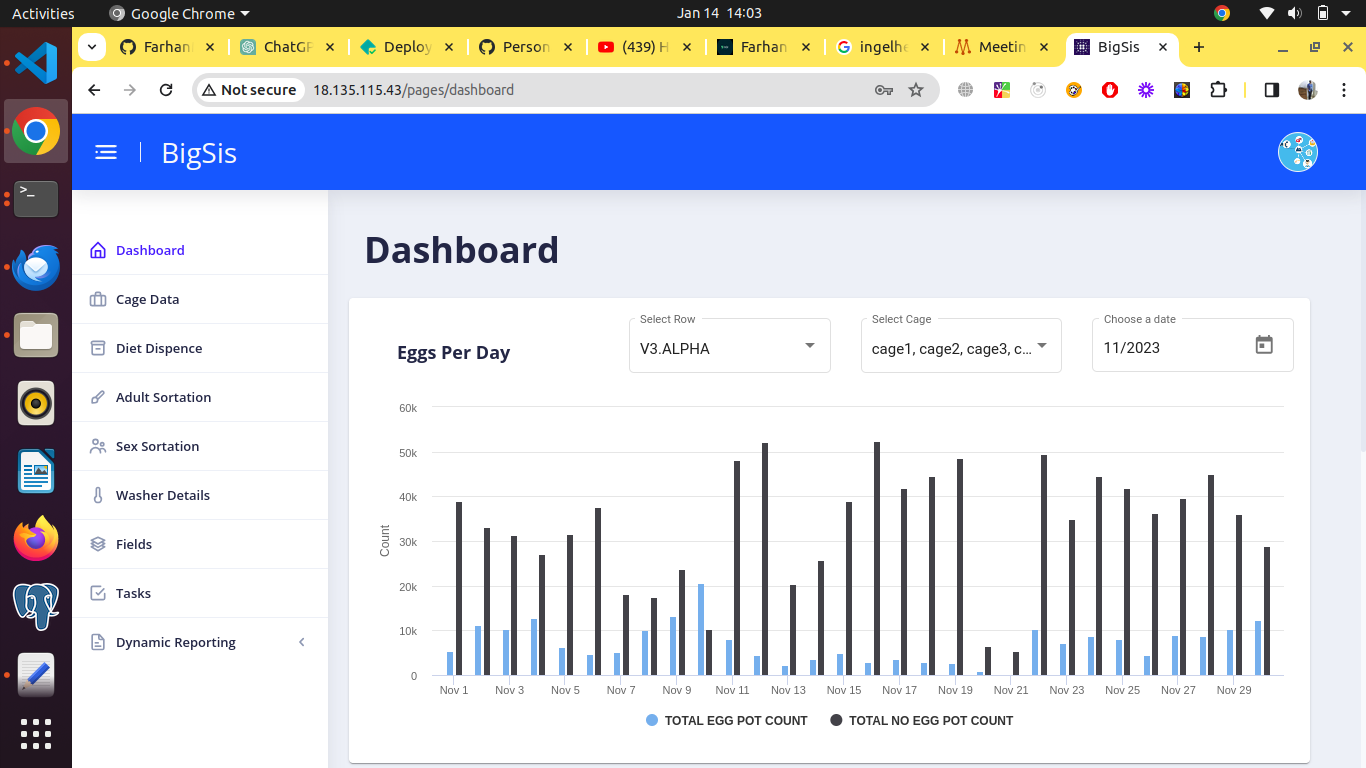 Activities Google Chrome Jan 14 14:03
Farhan ChatGP Deploy Person (439) H Farhan ingelhe Meetin BigSis
Not secure 18.135.115.43/pages/dashboard
BigSis
Dashboard
Cage Data
Diet Dispence
Adult Sortation
Sex Sortation
Washer Details
Fields
Tasks
Dynamic Reporting
Dashboard
Eggs Per Day
Select Row
V3.ALPHA
Select Cage
cage1, cage2, cage3, c...
Choose a date
11/2023
Count
60k
50k
40k
30k
20k
10k
0
Nov 1 Nov 3 Nov 5 Nov 7 Nov 9 Nov 11 Nov 13 Nov 15 Nov 17 Nov 19 Nov 21 Nov 23 Nov 25 Nov 27 Nov 29
TOTAL EGG POT COUNT TOTAL NO EGG POT COUNT